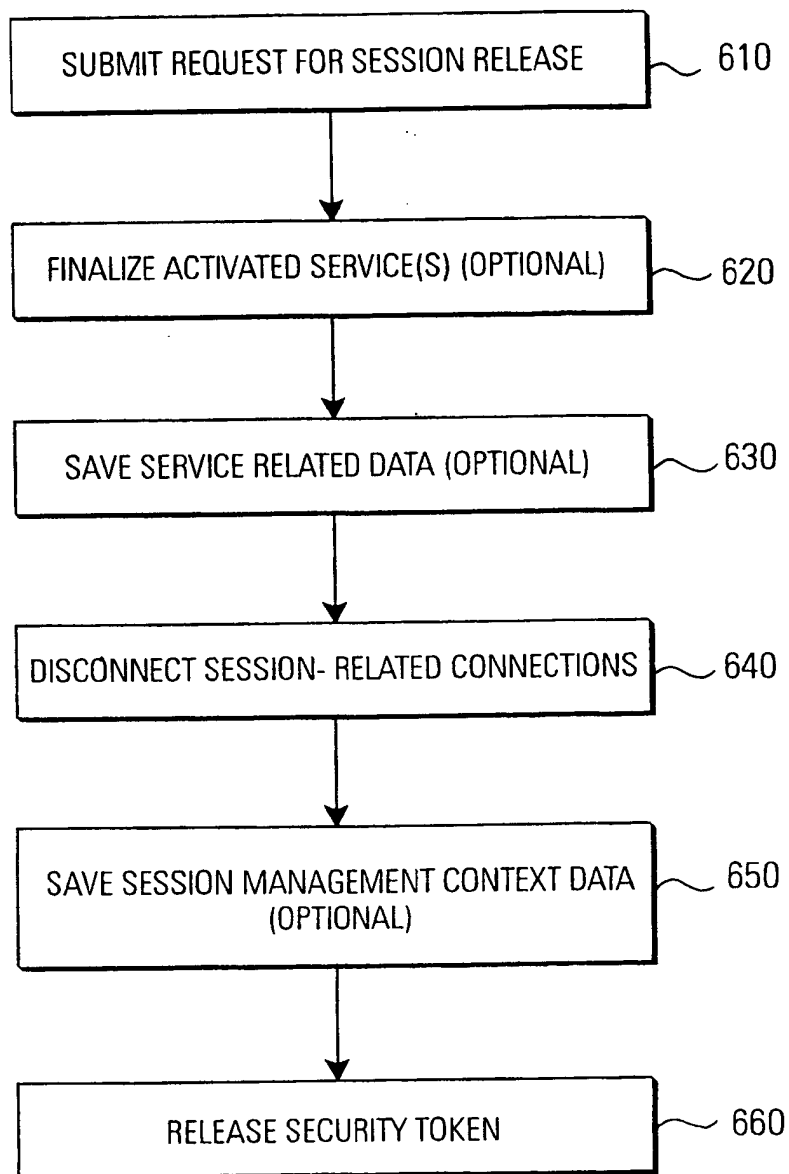 SUBMIT REQUEST FOR SESSION RELEASE
610
FINALIZE ACTIVATED SERVICE(S) (OPTIONAL)
620
SAVE SERVICE RELATED DATA (OPTIONAL)
630
DISCONNECT SESSION- RELATED CONNECTIONS
640
SAVE SESSION MANAGEMENT CONTEXT DATA
(OPTIONAL)
650
RELEASE SECURITY TOKEN
660